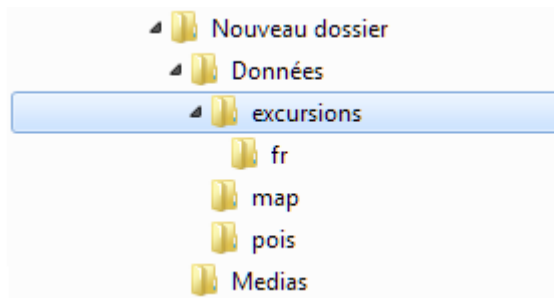 Nouveau dossier
Données
excursions
fr
map
pois
Medias